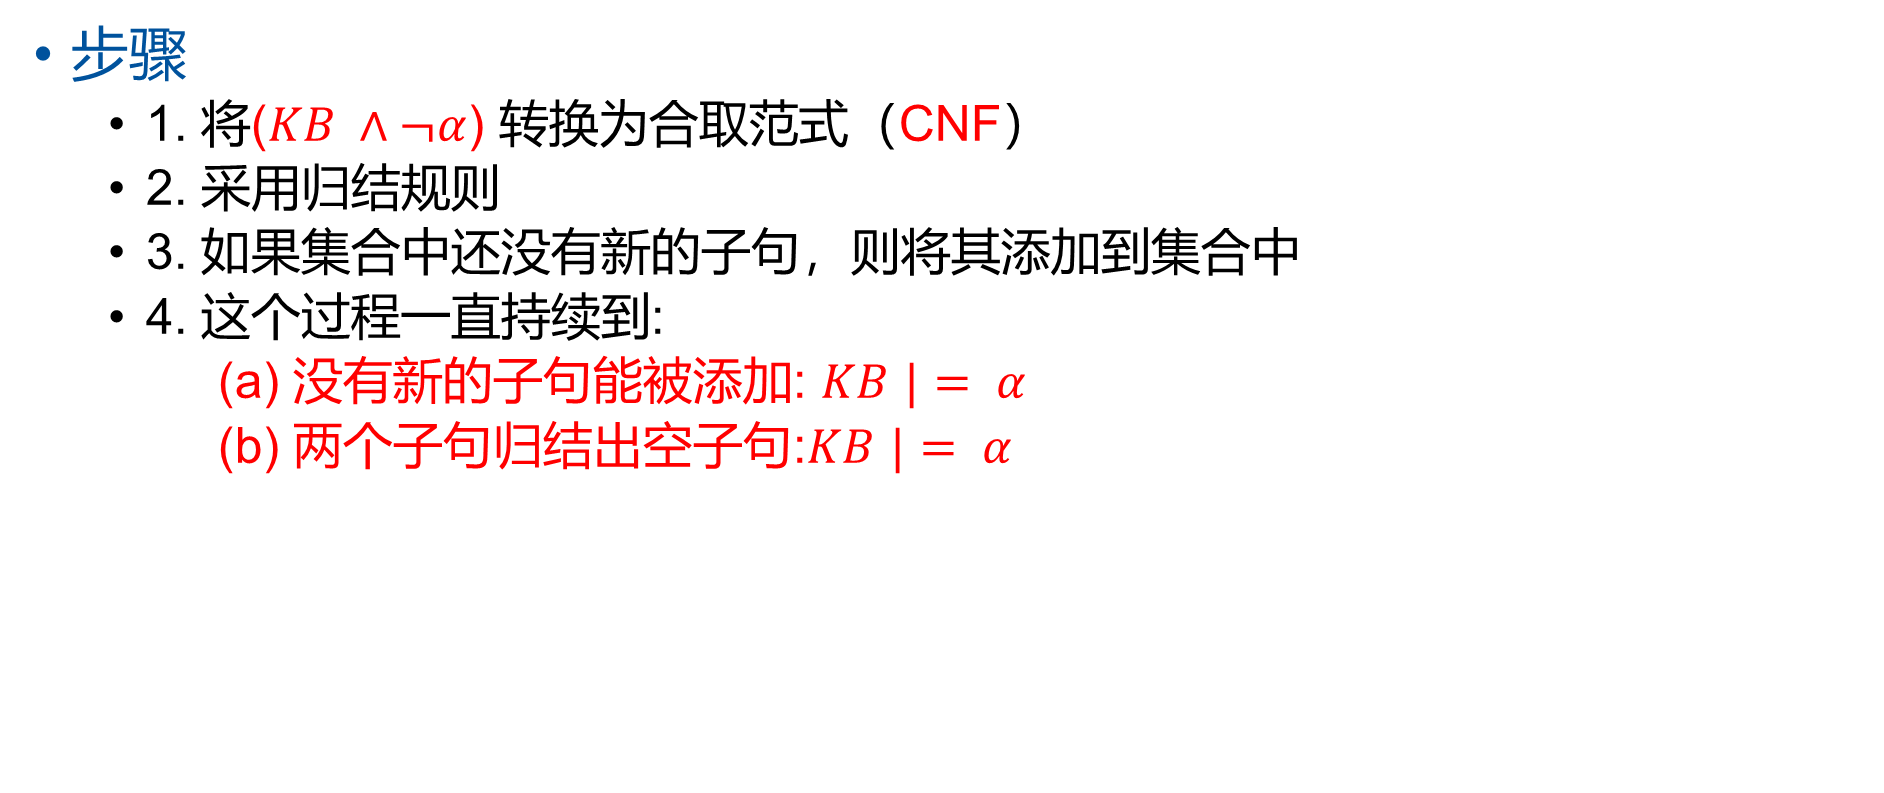 • 步骤
• 1. 将(𝐾𝐵 ∧ ¬𝛼) 转换为合取范式（CNF）
• 2. 采用归结规则
• 3. 如果集合中还没有新的子句，则将其添加到集合中
• 4. 这个过程一直持续到:
(a) 没有新的子句能被添加: 𝐾𝐵 |= 𝛼
(b) 两个子句归结出空子句:𝐾𝐵 |= 𝛼